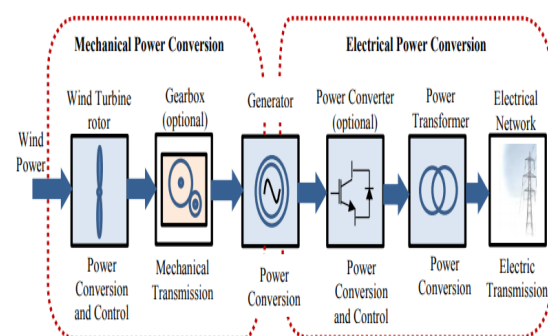 Mechanical Power Conversion
Electrical Power Conversion
Wind Turbine
rotor
Gearbox
(optional)
Generator
Power Converter
(optional)
Power
Transformer
Electrical
Network
Wind
Power
Power
Conversion
and Control
Mechanical
Transmission
Power
Conversion
Power
Conversion
and Control
Power
Conversion
Electric
Transmission